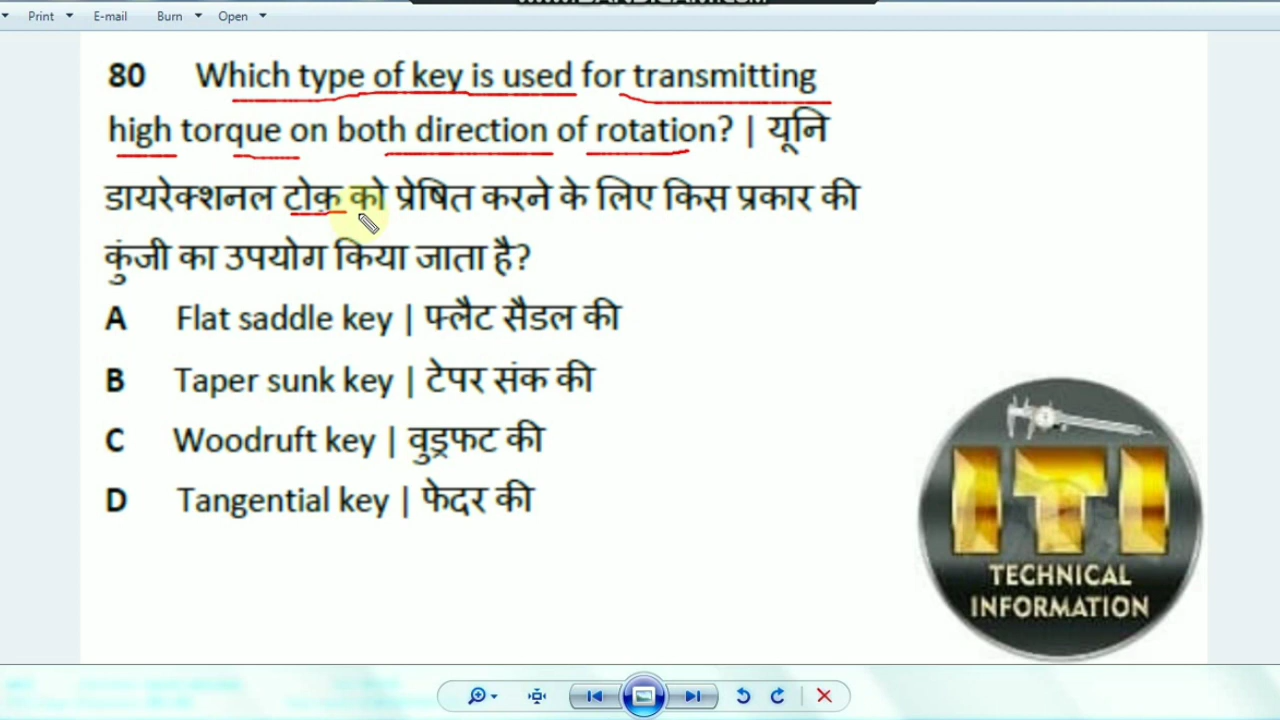 Print E-mail Burn Open
80 Which type of key is used for transmitting
high torque on both direction of rotation? | यूनि
डायरेक्शनल टोक़ को प्रेषित करने के लिए किस प्रकार की
कुंजी का उपयोग किया जाता है?
A Flat saddle key | फ्लैट सैडल की
B Taper sunk key | टेपर संक की
C Woodruft key | वुड्रफट की
D Tangential key | फेदर की
ITI
TECHNICAL
INFORMATION